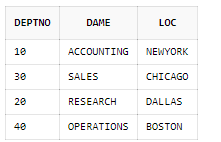 DEPTNO DAME LOC
10 ACCOUNTING NEWYORK
30 SALES CHICAGO
20 RESEARCH DALLAS
40 OPERATIONS BOSTON